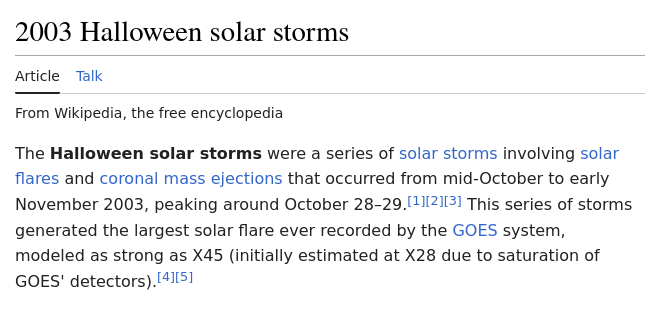 2003 Halloween solar storms
Article Talk
From Wikipedia, the free encyclopedia
The Halloween solar storms were a series of solar storms involving solar
flares and coronal mass ejections that occurred from mid-October to early
November 2003, peaking around October 28–29.[1][2][3] This series of storms
generated the largest solar flare ever recorded by the GOES system,
modeled as strong as X45 (initially estimated at X28 due to saturation of
GOES' detectors).[4][5]